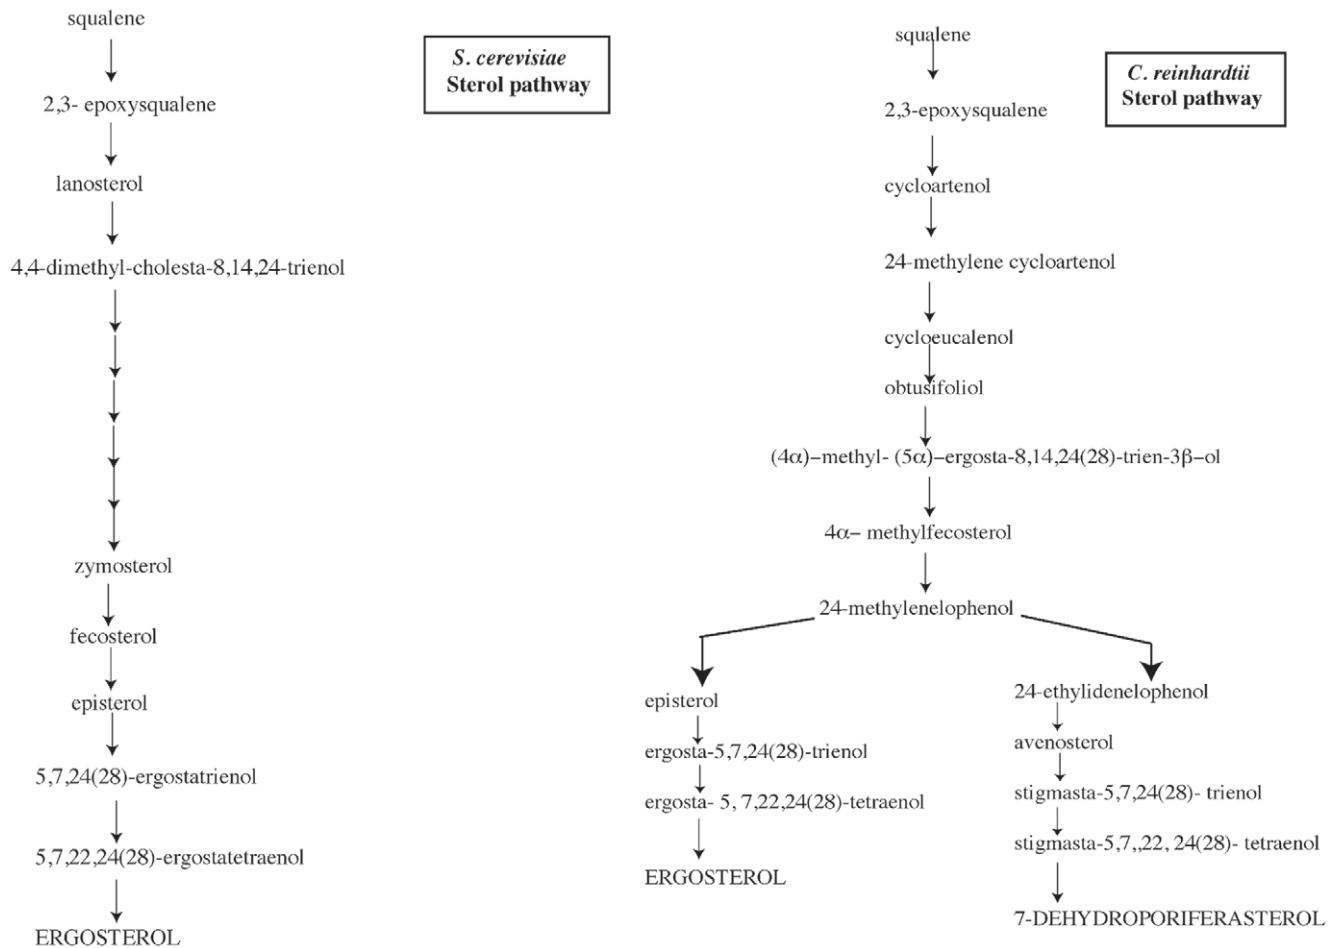 squalene
2,3- epoxysqualene
lanosterol
4,4-dimethyl-cholesta-8,14,24-trienol
zymosterol
fecosterol
episterol
5,7,24(28)-ergostatrienol
5,7,22,24(28)-ergostatetraenol
ERGOSTEROL
S. cerevisiae
Sterol pathway
squalene
2,3-epoxysqualene
cycloartenol
24-methylene cycloartenol
cycloeucalenol
obtusifoliol
(4α)–methyl- (5α)–ergosta-8,14,24(28)-trien-3β–ol
4α– methylfecosterol
24-methylenelophenol
episterol
ergosta-5,7,24(28)-trienol
ergosta- 5, 7,22,24(28)-tetraenol
ERGOSTEROL
24-ethylidenelophenol
avenosterol
stigmasta-5,7,24(28)- trienol
stigmasta-5,7,,22, 24(28)- tetraenol
7-DEHYDROPORIFERASTEROL
C. reinhardtii
Sterol pathway